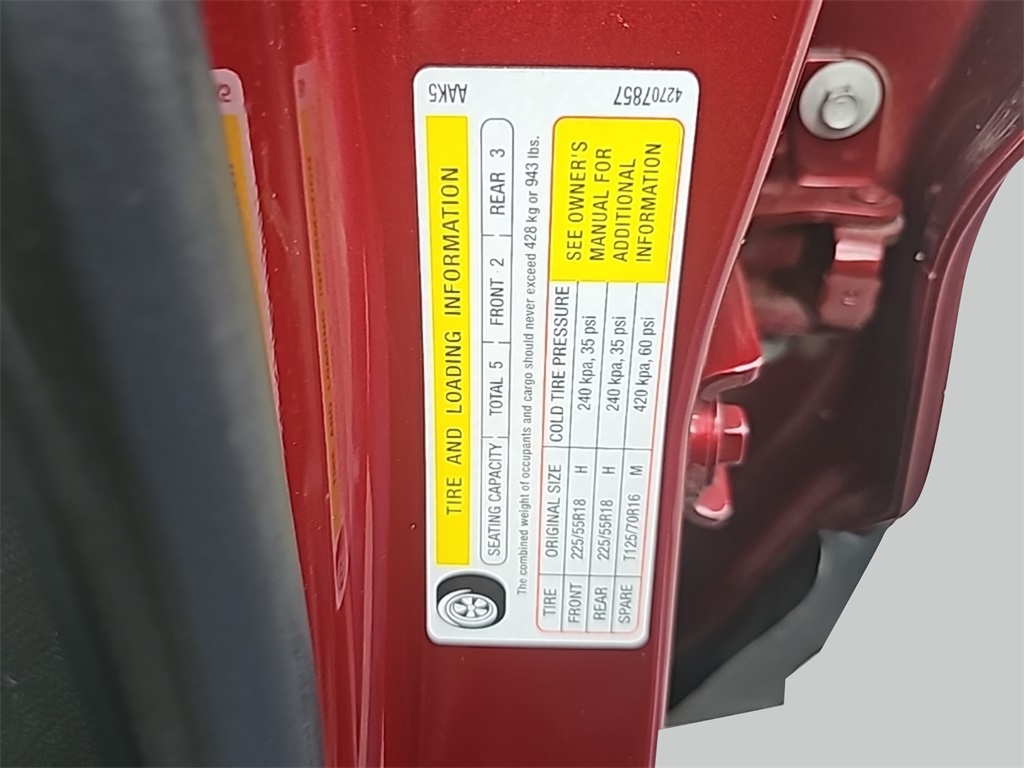 AAK5
42707857
TIRE AND LOADING INFORMATION
SEATING CAPACITY TOTAL 5 FRONT 2 REAR 3
The combined weight of occupants and cargo should never exceed 428 kg or 943 lbs.
TIRE ORIGINAL SIZE COLD TIRE PRESSURE
FRONT 225/55R18 H 240 kpa, 35 psi
REAR 225/55R18 H 240 kpa, 35 psi
SPARE T125/70R16 M 420 kpa, 60 psi
SEE OWNER'S
MANUAL FOR
ADDITIONAL
INFORMATION